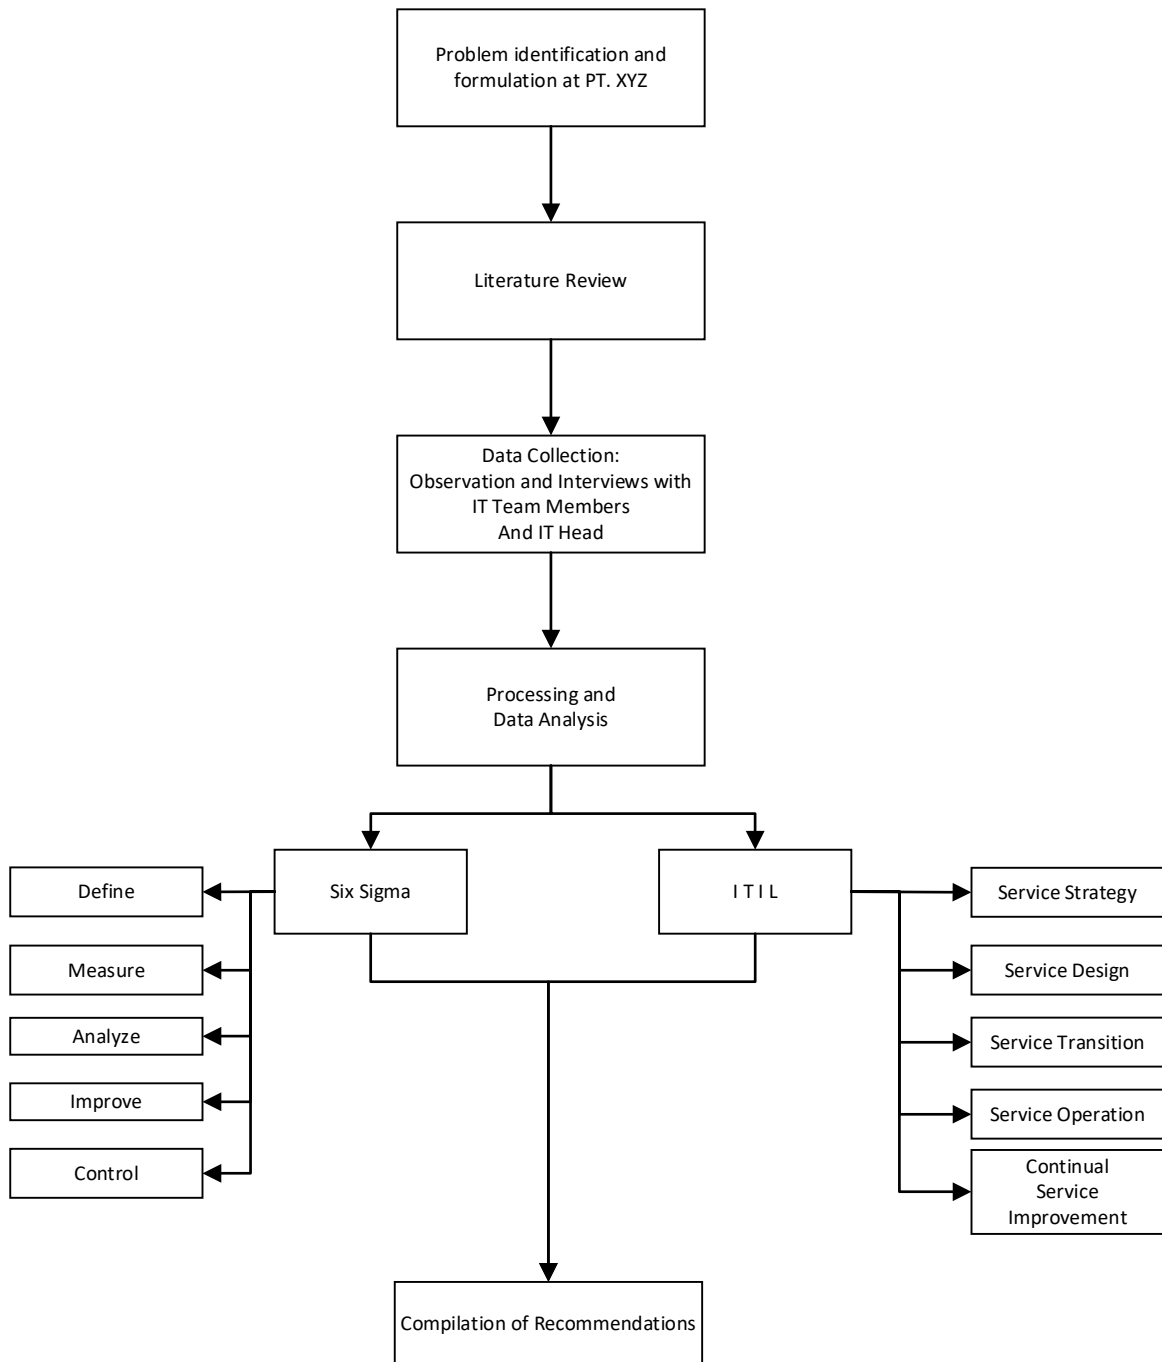 Problem identification and
formulation at PT. XYZ
Literature Review
Data Collection:
Observation and Interviews with
IT Team Members
And IT Head
Processing and
Data Analysis
Six Sigma
I T I L
Define
Measure
Analyze
Improve
Control
Service Strategy
Service Design
Service Transition
Service Operation
Continual
Service
Improvement
Compilation of Recommendations